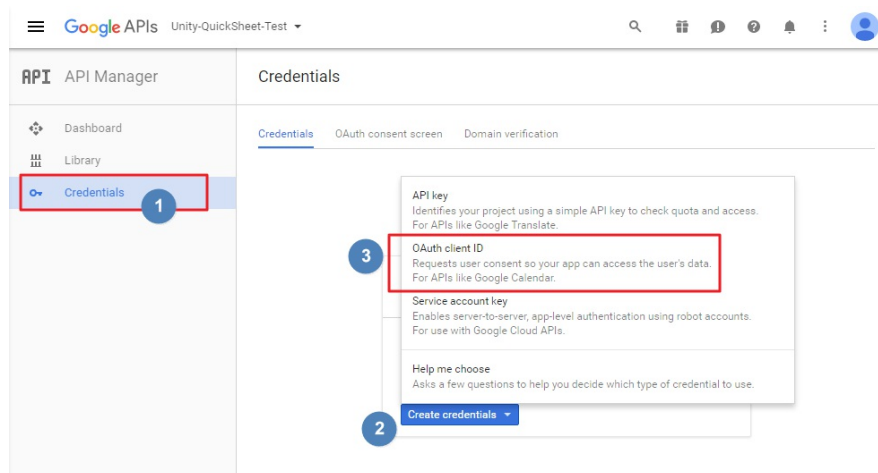 Google APIs Unity-QuickSheet-Test
API API Manager
Credentials
Dashboard
Library
Credentials
1
Credentials OAuth consent screen Domain verification
API key
Identifies your project using a simple API key to check quota and access.
For APIs like Google Translate.
3
OAuth client ID
Requests user consent so your app can access the user's data.
For APIs like Google Calendar.
Service account key
Enables server-to-server, app-level authentication using robot accounts.
For use with Google Cloud APIs.
Help me choose
Asks a few questions to help you decide which type of credential to use.
Create credentials
2